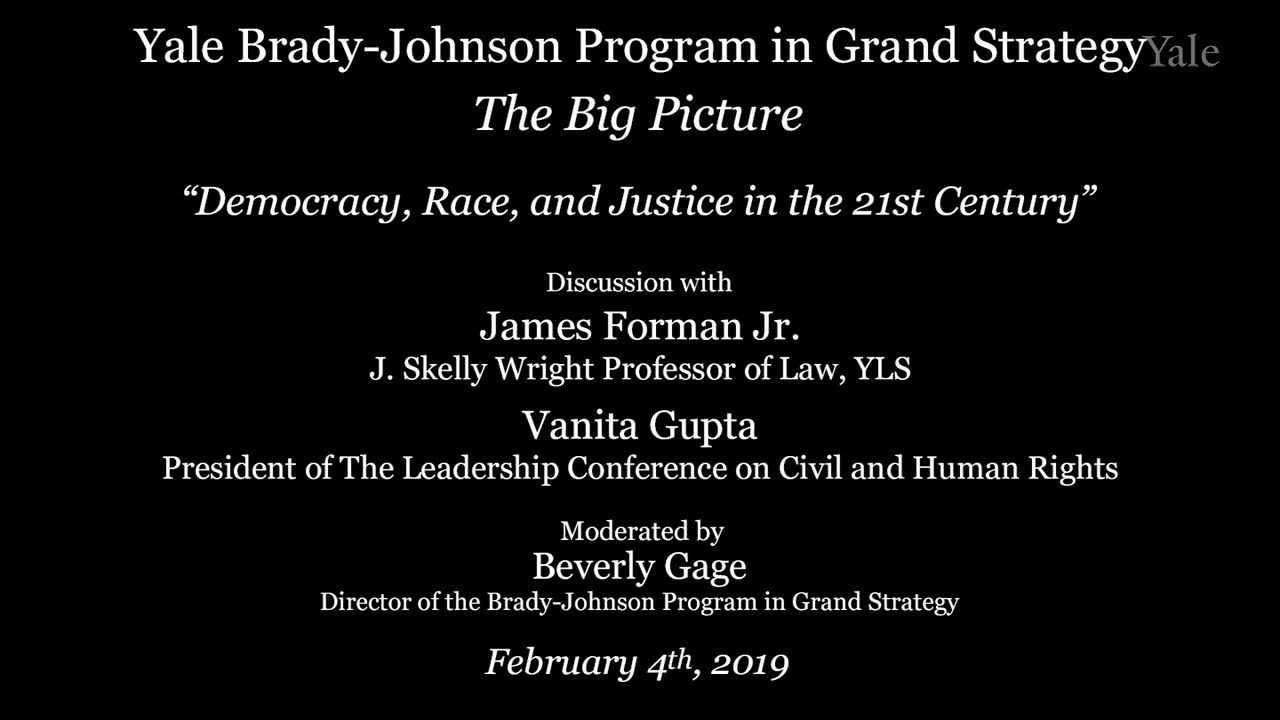 Yale Brady-Johnson Program in Grand Strategy
Yale
The Big Picture
“Democracy, Race, and Justice in the 21st Century”
Discussion with
James Forman Jr.
J. Skelly Wright Professor of Law, YLS
Vanita Gupta
President of The Leadership Conference on Civil and Human Rights
Moderated by
Beverly Gage
Director of the Brady-Johnson Program in Grand Strategy
February 4th, 2019